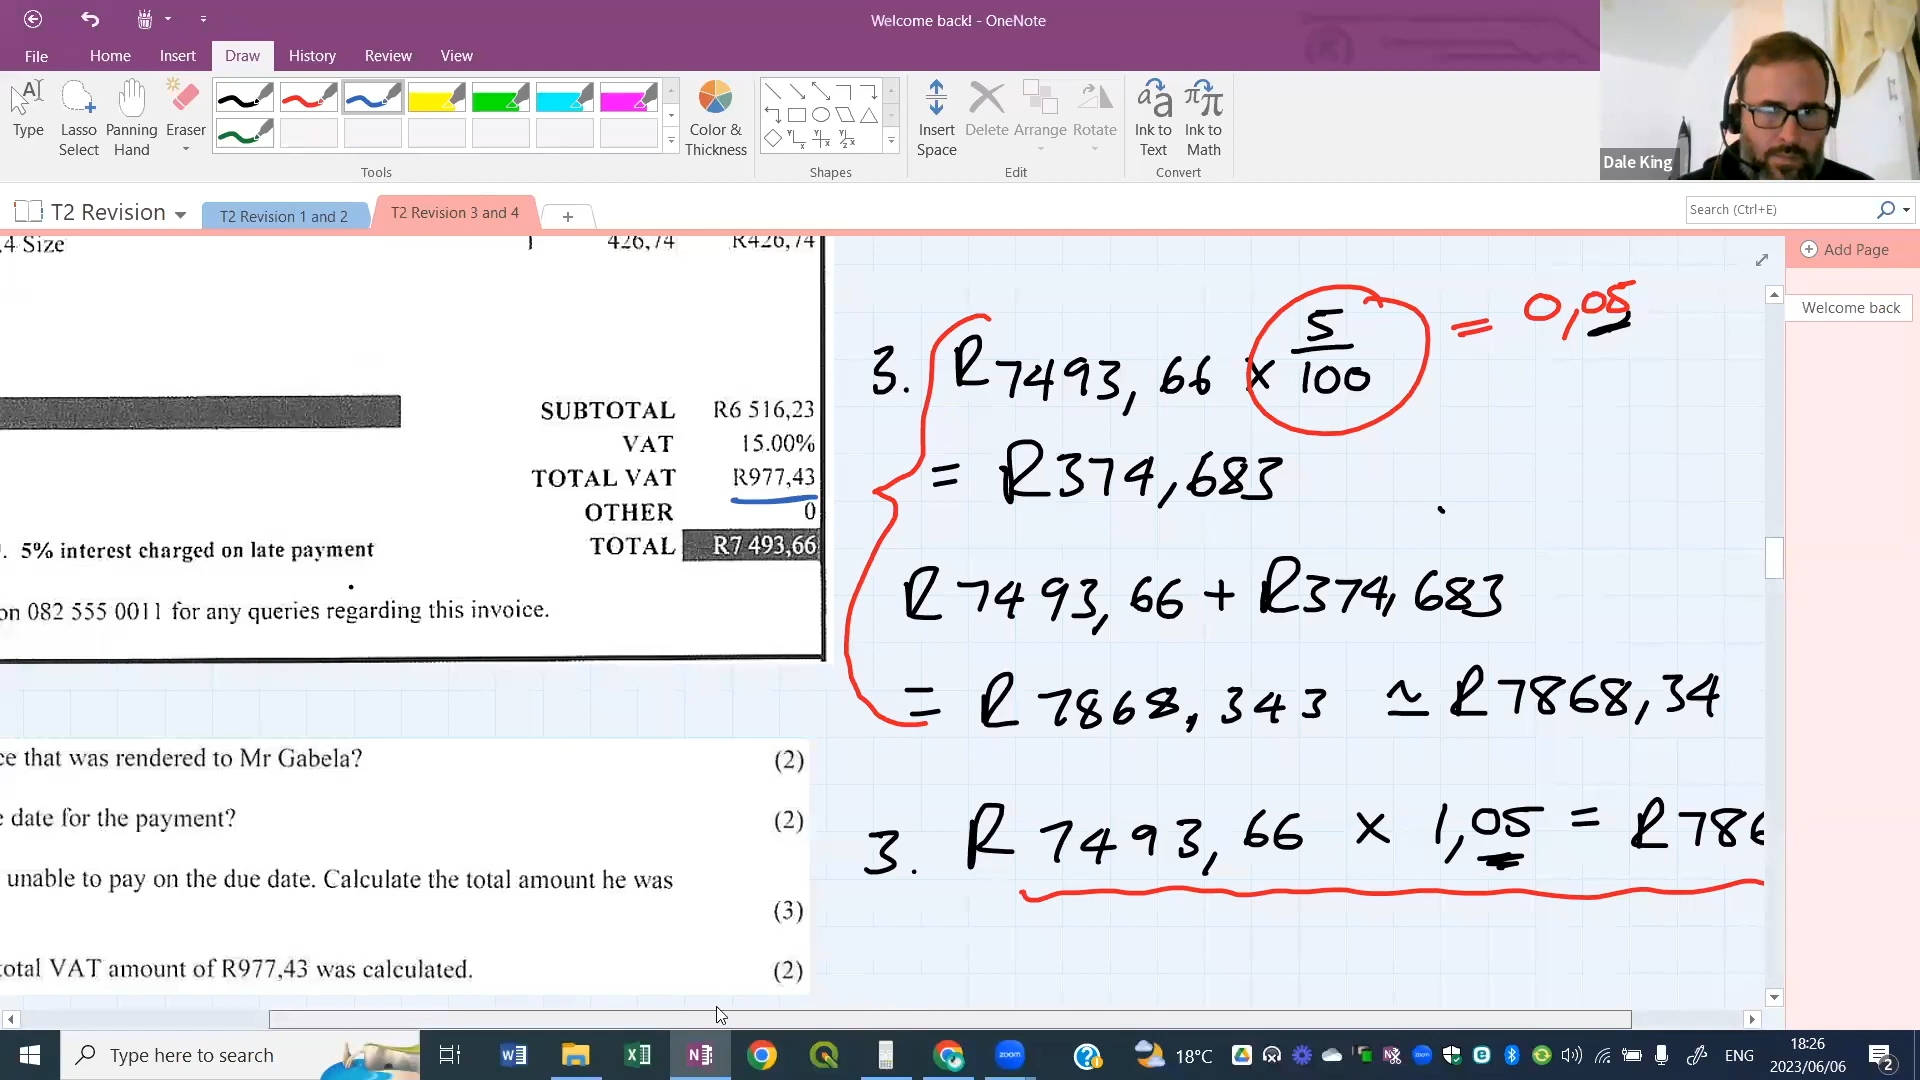 Welcome back! - OneNote
File Home Insert Draw History Review View
Type
Lasso Select
Panning Hand
Eraser
Color & Thickness
Insert Space
Delete
Arrange
Rotate
Ink to Text
Ink to Math
Tools
Shapes
Edit
Convert
Dale King
T2 Revision
T2 Revision 1 and 2
T2 Revision 3 and 4
Search (Ctrl+E)
Add Page
Welcome back
4 Size 1 426,74 R426,74
SUBTOTAL R6 516,23
VAT 15.00%
TOTAL VAT R977,43
OTHER 0
. 5% interest charged on late payment
TOTAL R7 493,66
on 082 555 0011 for any queries regarding this invoice.
ce that was rendered to Mr Gabela? (2)
e date for the payment? (2)
unable to pay on the due date. Calculate the total amount he was
(3)
total VAT amount of R977,43 was calculated. (2)
3. R7493,66 × 5/100 = 0,05
= R374,683
R7493,66 + R374,683
= R7868,343 ≃ R7868,34
3. R7493,66 × 1,05 = R786
Type here to search
zoom
18°C
ENG
18:26
2023/06/06
2